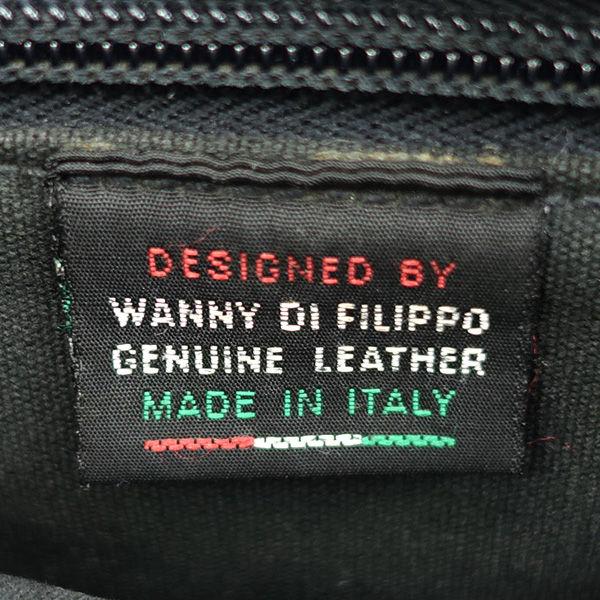 DESIGNED BY
WANNY DI FILIPPO
GENUINE LEATHER
MADE IN ITALY